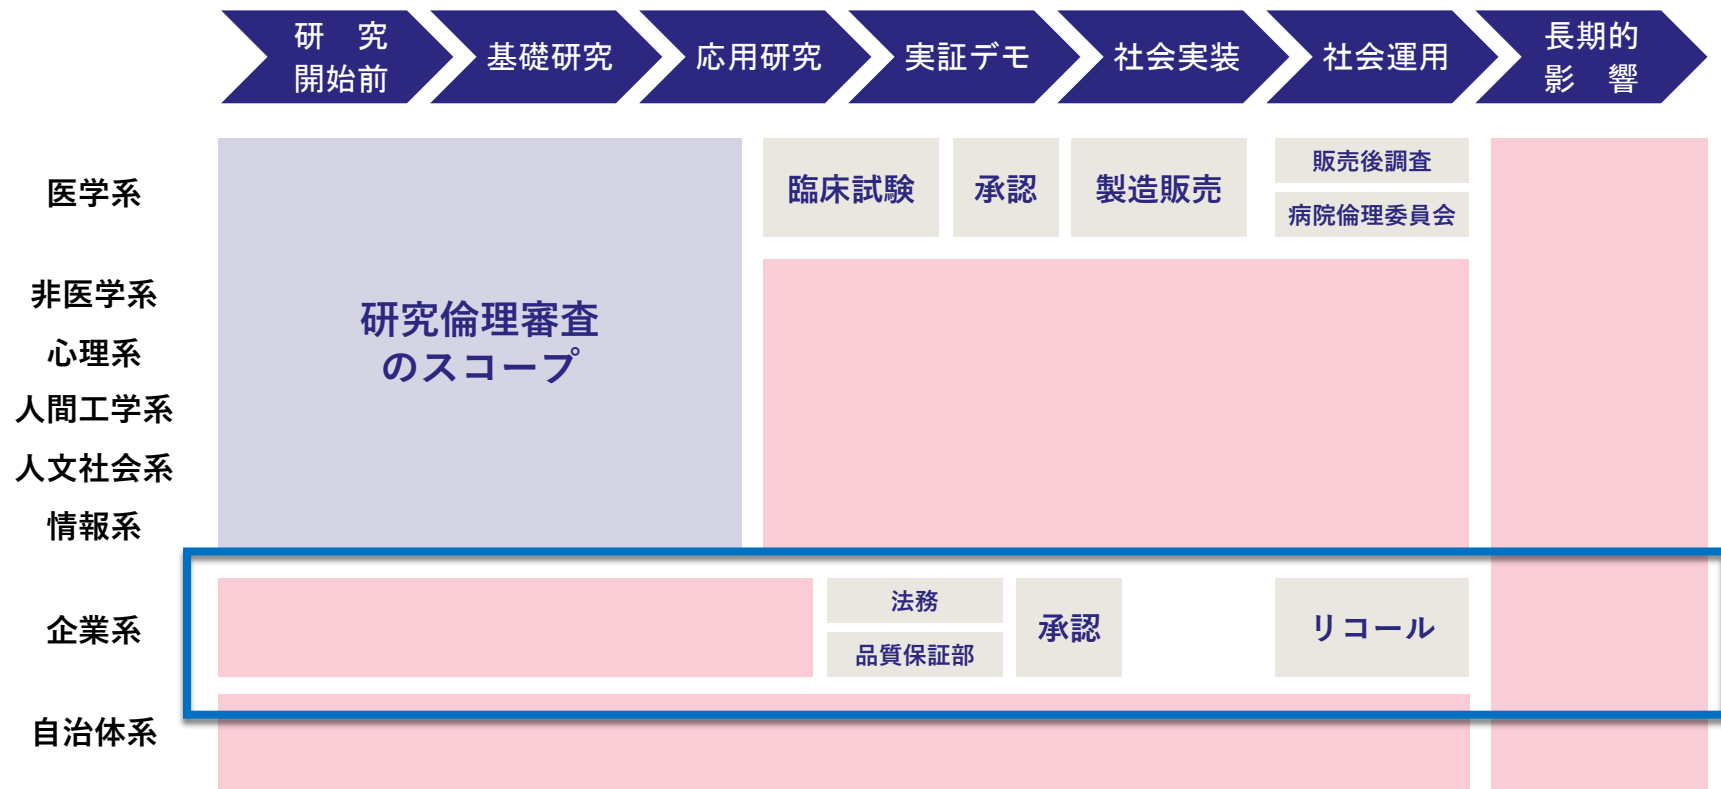 研　究
開始前
基礎研究
応用研究
実証デモ
社会実装
社会運用
長期的
影　響
医学系
臨床試験
承認
製造販売
販売後調査
病院倫理委員会
非医学系
心理系
人間工学系
人文社会系
情報系
研究倫理審査
のスコープ
企業系
法務
品質保証部
承認
リコール
自治体系